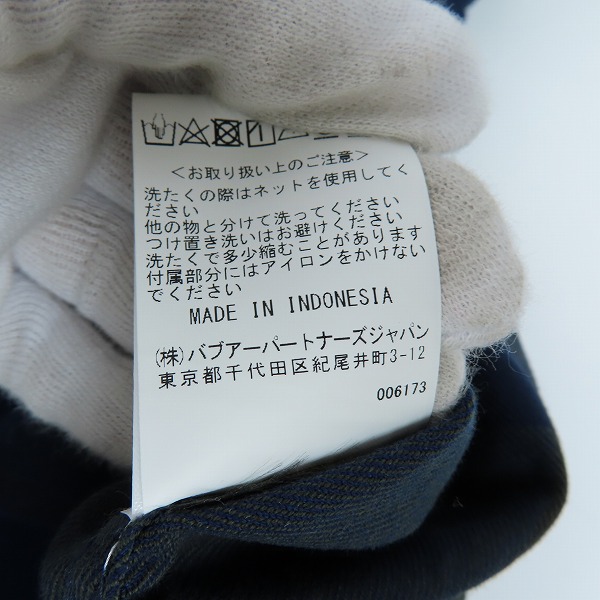 ＜お取り扱い上のご注意＞
洗たくの際はネットを使用してく
ださい
他の物と分けて洗ってください
つけ置き洗いはお避けください
洗たくで多少縮むことがあります
付属部分にはアイロンをかけない
でください
MADE IN INDONESIA
(株)バブアーパートナーズジャパン
東京都千代田区紀尾井町3-12
006173